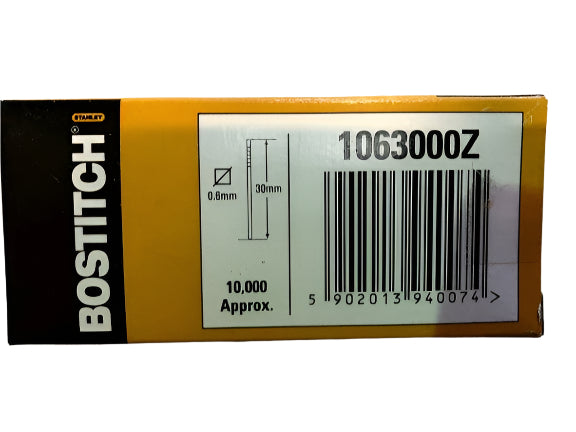 STANLEY
BOSTITCH®
0.6mm
30mm
10,000
Approx.
1063000Z
5 902013 940074 >